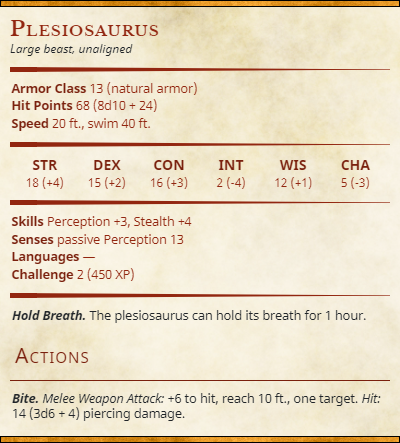 Plesiosaurus
Large beast, unaligned
Armor Class 13 (natural armor)
Hit Points 68 (8d10 + 24)
Speed 20 ft., swim 40 ft.
STR DEX CON INT WIS CHA
18 (+4) 15 (+2) 16 (+3) 2 (-4) 12 (+1) 5 (-3)
Skills Perception +3, Stealth +4
Senses passive Perception 13
Languages —
Challenge 2 (450 XP)
Hold Breath. The plesiosaurus can hold its breath for 1 hour.
Actions
Bite. Melee Weapon Attack: +6 to hit, reach 10 ft., one target. Hit:
14 (3d6 + 4) piercing damage.